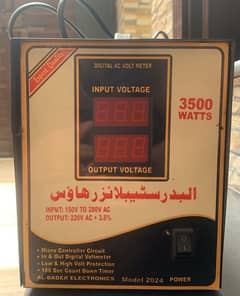 DIGITAL AC VOLT METER
INPUT VOLTAGE
3500
WATTS
OUTPUT VOLTAGE
البدر سٹیبلائزر ہاؤس
INPUT: 150V TO 280V AC
OUTPUT: 220V AC + 3.0%
• Micro Controller Circuit
• In & Out Digital Voltmeter
• Low & High Volt Protection
• 180 Sec Count Down Timer
AL-BADER ELECTRONICS Model 2024 POWER